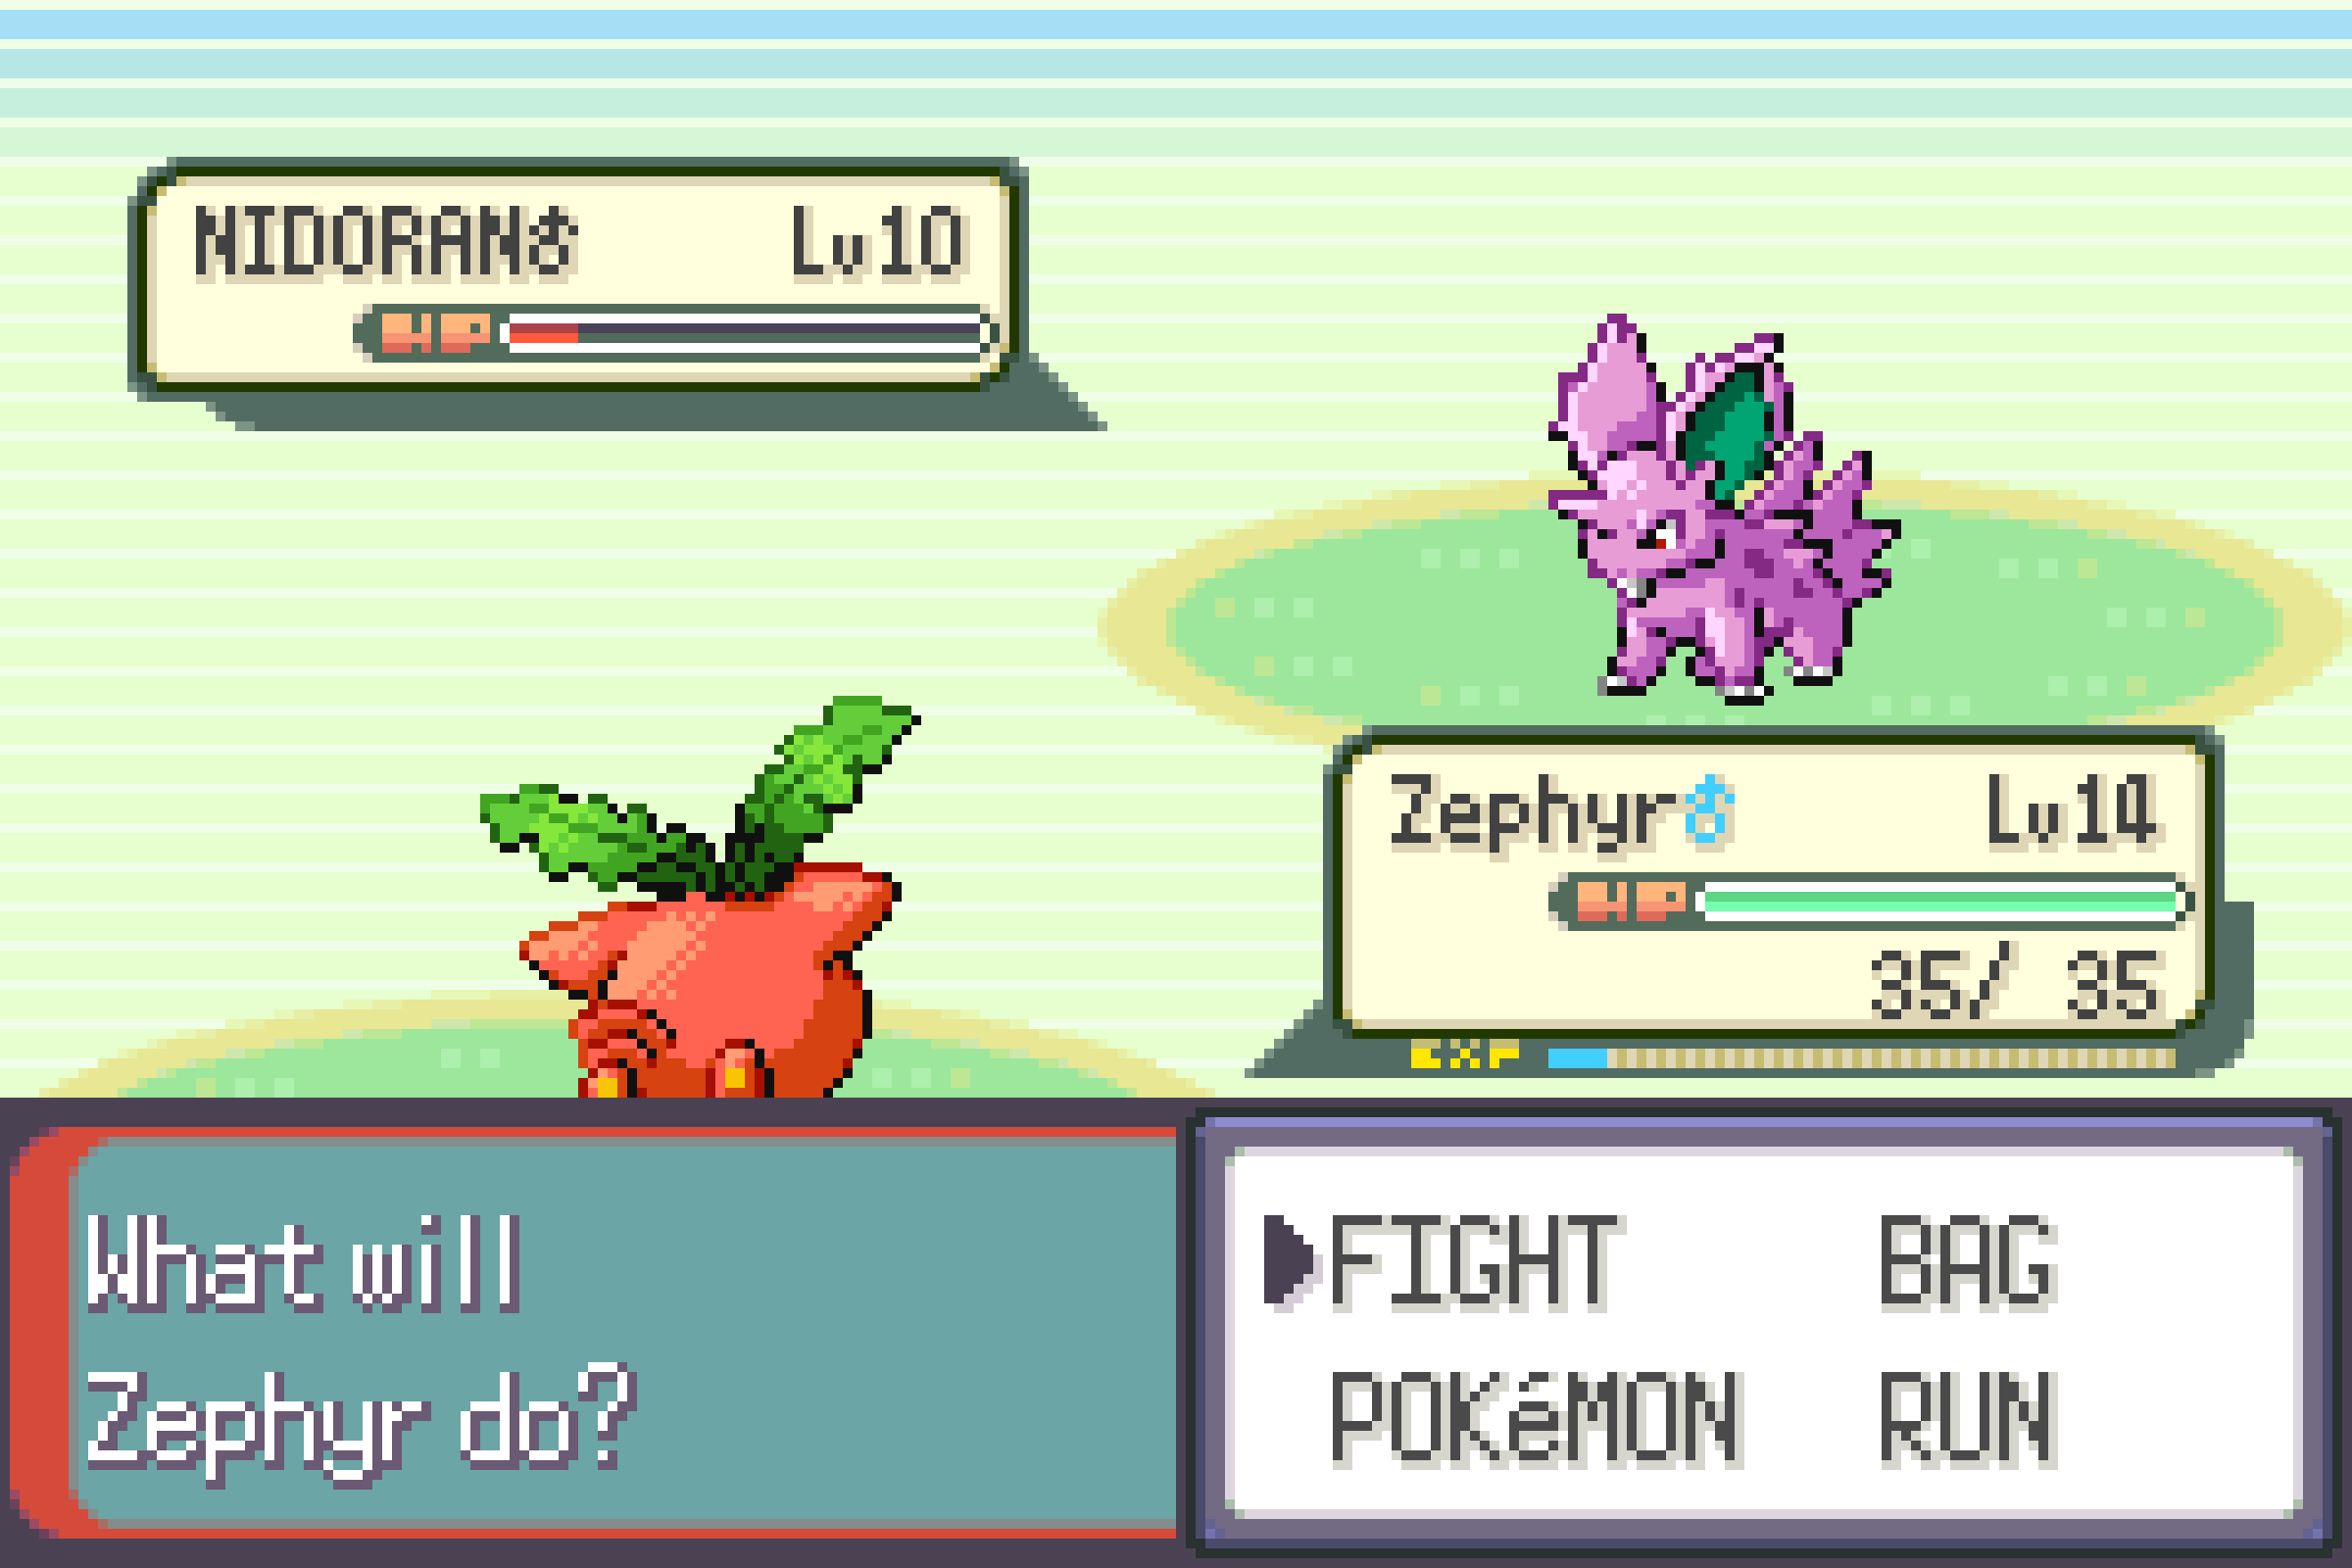 NIDORAN♂ Lv10
HP
Zephyr♂ Lv14
HP
35/ 35
EXP
What will
Zephyr do?
FIGHT BAG
POKéMON RUN